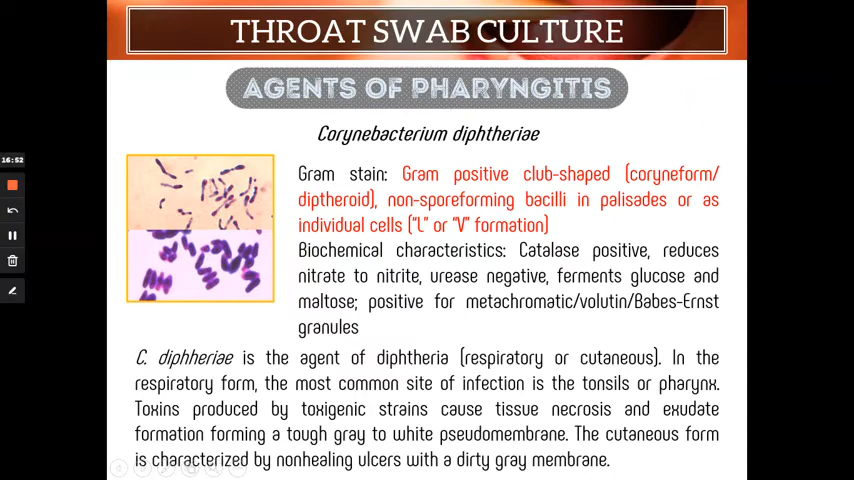 THROAT SWAB CULTURE
AGENTS OF PHARYNGITIS
Corynebacterium diphtheriae
16:52
Gram stain: Gram positive club-shaped (coryneform/
diptheroid), non-sporeforming bacilli in palisades or as
individual cells ("L" or "V" formation)
Biochemical characteristics: Catalase positive, reduces
nitrate to nitrite, urease negative, ferments glucose and
maltose; positive for metachromatic/volutin/Babes-Ernst
granules
C. diphheriae is the agent of diphtheria (respiratory or cutaneous). In the
respiratory form, the most common site of infection is the tonsils or pharynx.
Toxins produced by toxigenic strains cause tissue necrosis and exudate
formation forming a tough gray to white pseudomembrane. The cutaneous form
is characterized by nonhealing ulcers with a dirty gray membrane.